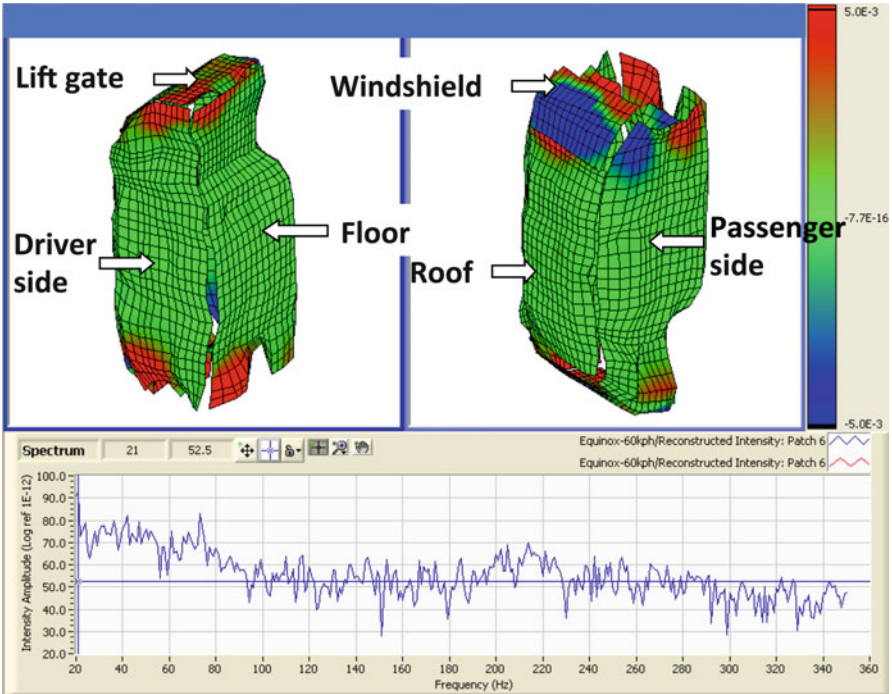 5.0E-3
-7.7E-16
-5.0E-3
Lift gate
Driver
side
Floor
Windshield
Roof
Passenger
side
Spectrum
21
52.5
Equinox-60kph/Reconstructed Intensity: Patch 6
Equinox-60kph/Reconstructed Intensity: Patch 6
Intensity Amplitude (Log ref 1E-12)
100.0
90.0
80.0
70.0
60.0
50.0
40.0
30.0
20.0
20 40 60 80 100 120 140 160 180 200 220 240 260 280 300 320 340 360
Frequency (Hz)